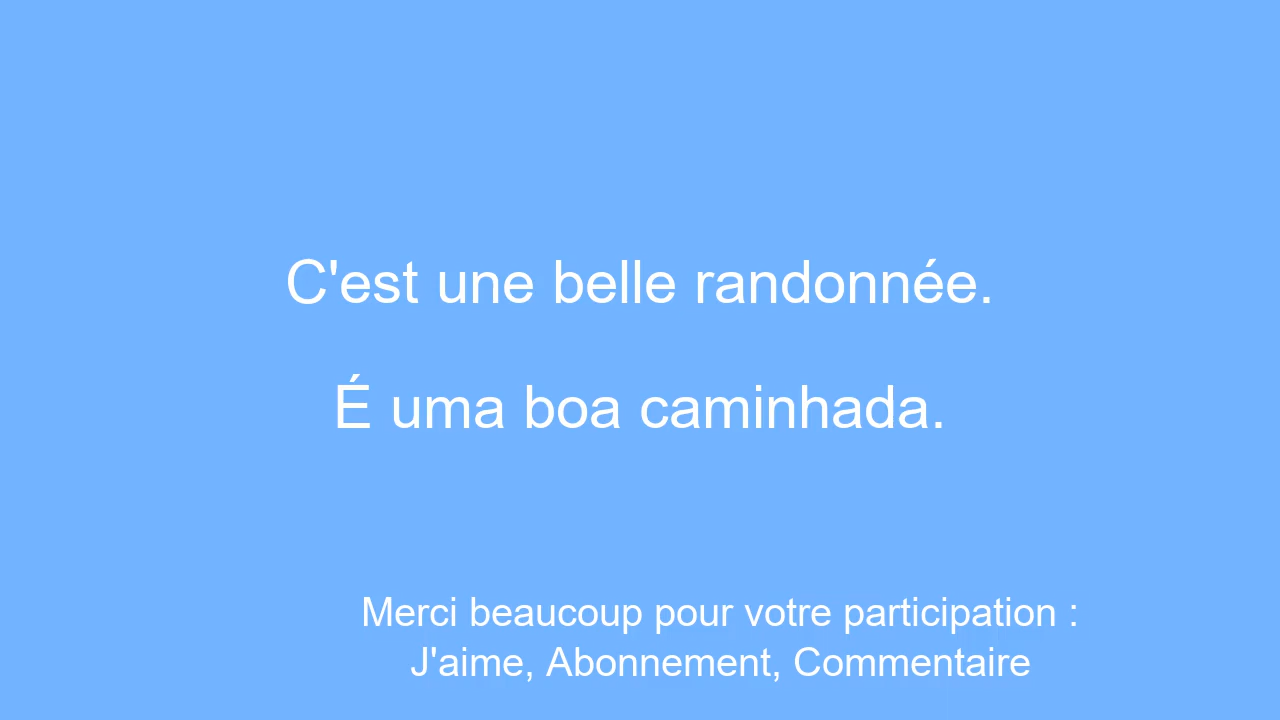 C'est une belle randonnée.
É uma boa caminhada.
Merci beaucoup pour votre participation :
J'aime, Abonnement, Commentaire